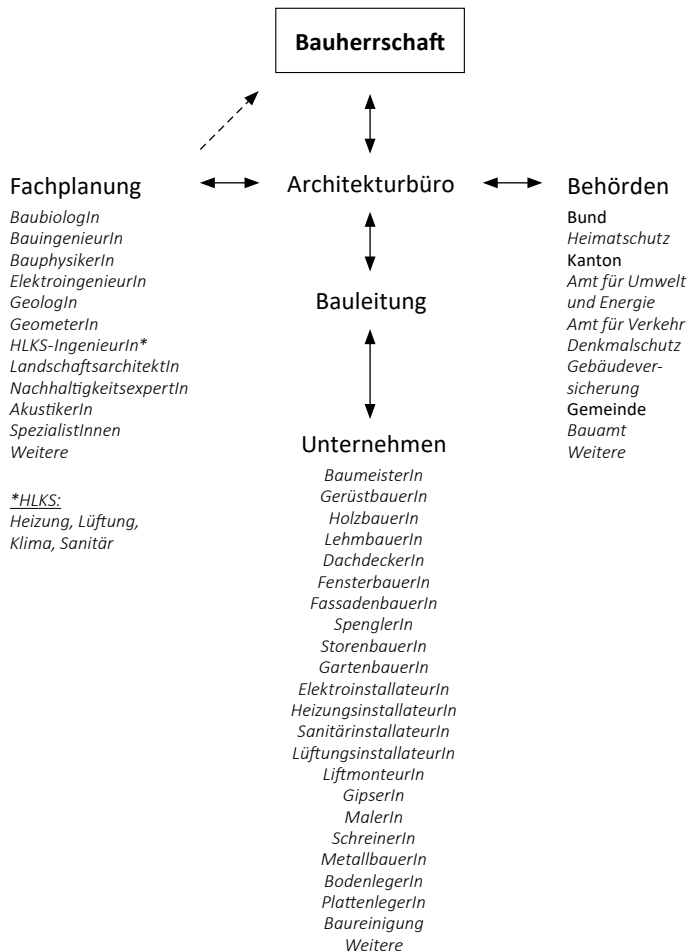 Bauherrschaft
Fachplanung
BaubiologIn
BauingenieurIn
BauphysikerIn
ElektroingenieurIn
GeologIn
GeometerIn
HLKS-IngenieurIn*
LandschaftsarchitektIn
NachhaltigkeitsexpertIn
AkustikerIn
SpezialistInnen
Weitere
*HLKS:
Heizung, Lüftung,
Klima, Sanitär
Architekturbüro
Bauleitung
Unternehmen
BaumeisterIn
GerüstbauerIn
HolzbauerIn
LehmbauerIn
DachdeckerIn
FensterbauerIn
FassadenbauerIn
SpenglerIn
StorenbauerIn
GartenbauerIn
ElektroinstallateurIn
HeizungsinstallateurIn
SanitärinstallateurIn
LüftungsinstallateurIn
LiftmonteurIn
GipserIn
MalerIn
SchreinerIn
MetallbauerIn
BodenlegerIn
PlattenlegerIn
Baureinigung
Weitere
Behörden
Bund
Heimatschutz
Kanton
Amt für Umwelt
und Energie
Amt für Verkehr
Denkmalschutz
Gebäudever-
sicherung
Gemeinde
Bauamt
Weitere